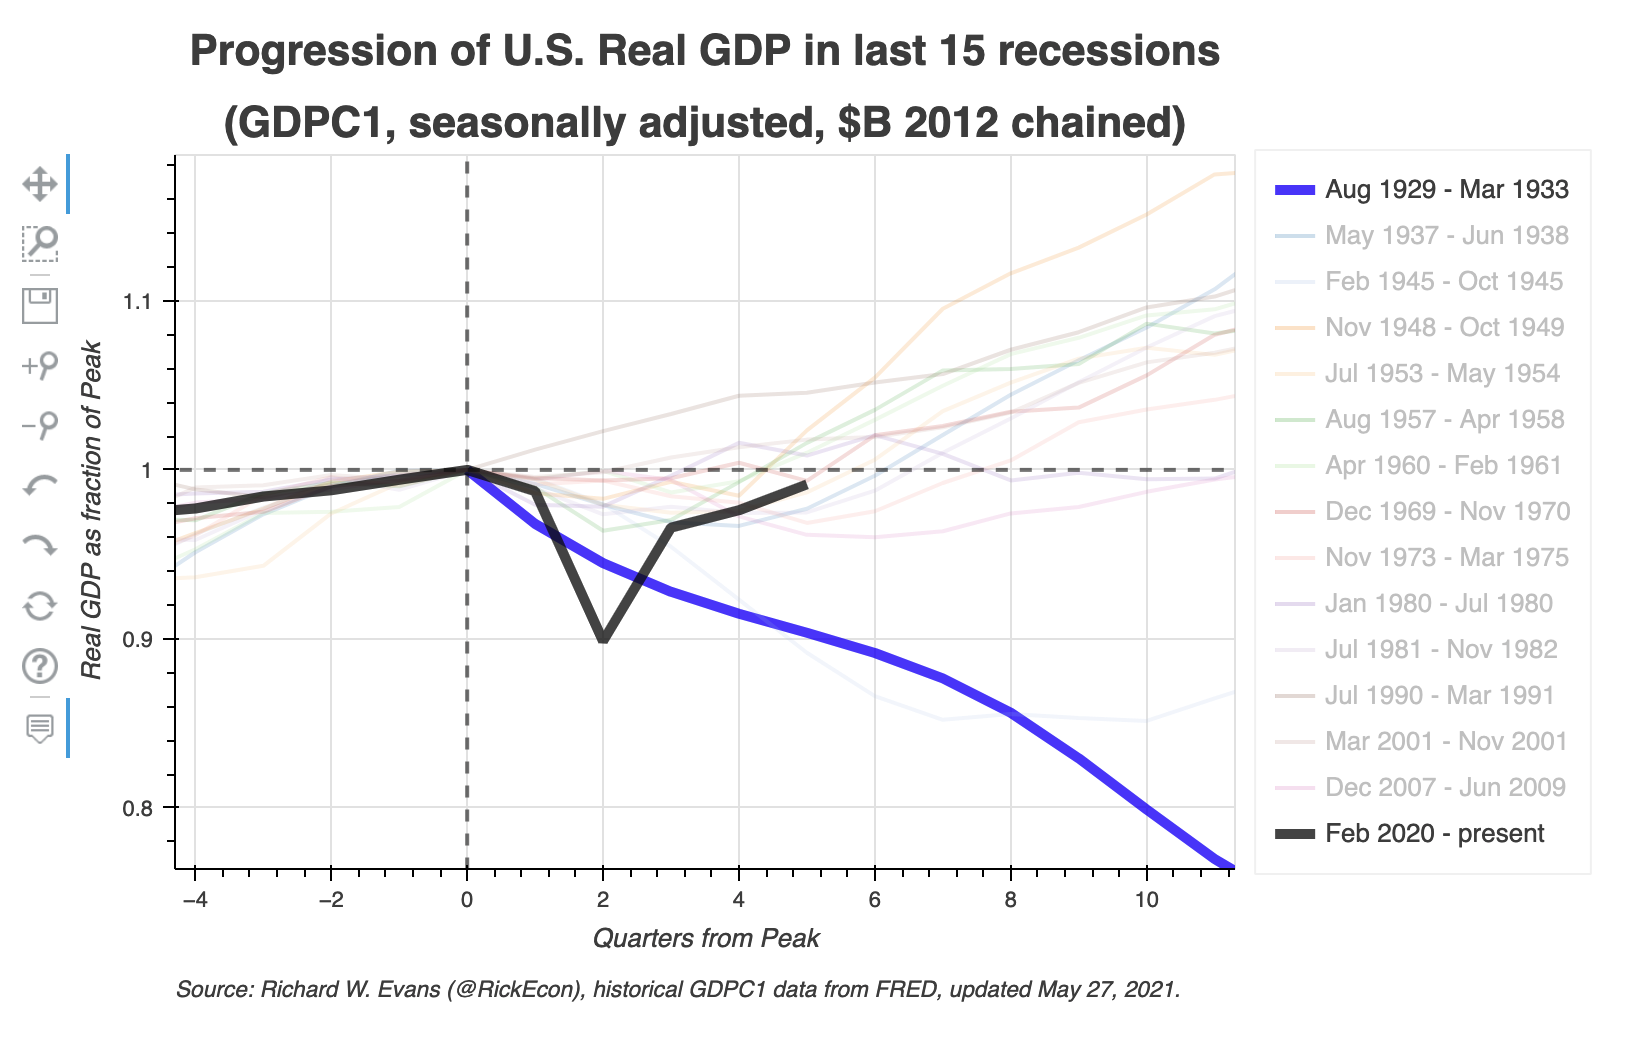 Progression of U.S. Real GDP in last 15 recessions
(GDPC1, seasonally adjusted, $B 2012 chained)
Real GDP as fraction of Peak
1.1
1
0.9
0.8
−4
−2
0
2
4
6
8
10
Quarters from Peak
Aug 1929 - Mar 1933
May 1937 - Jun 1938
Feb 1945 - Oct 1945
Nov 1948 - Oct 1949
Jul 1953 - May 1954
Aug 1957 - Apr 1958
Apr 1960 - Feb 1961
Dec 1969 - Nov 1970
Nov 1973 - Mar 1975
Jan 1980 - Jul 1980
Jul 1981 - Nov 1982
Jul 1990 - Mar 1991
Mar 2001 - Nov 2001
Dec 2007 - Jun 2009
Feb 2020 - present
Source: Richard W. Evans (@RickEcon), historical GDPC1 data from FRED, updated May 27, 2021.